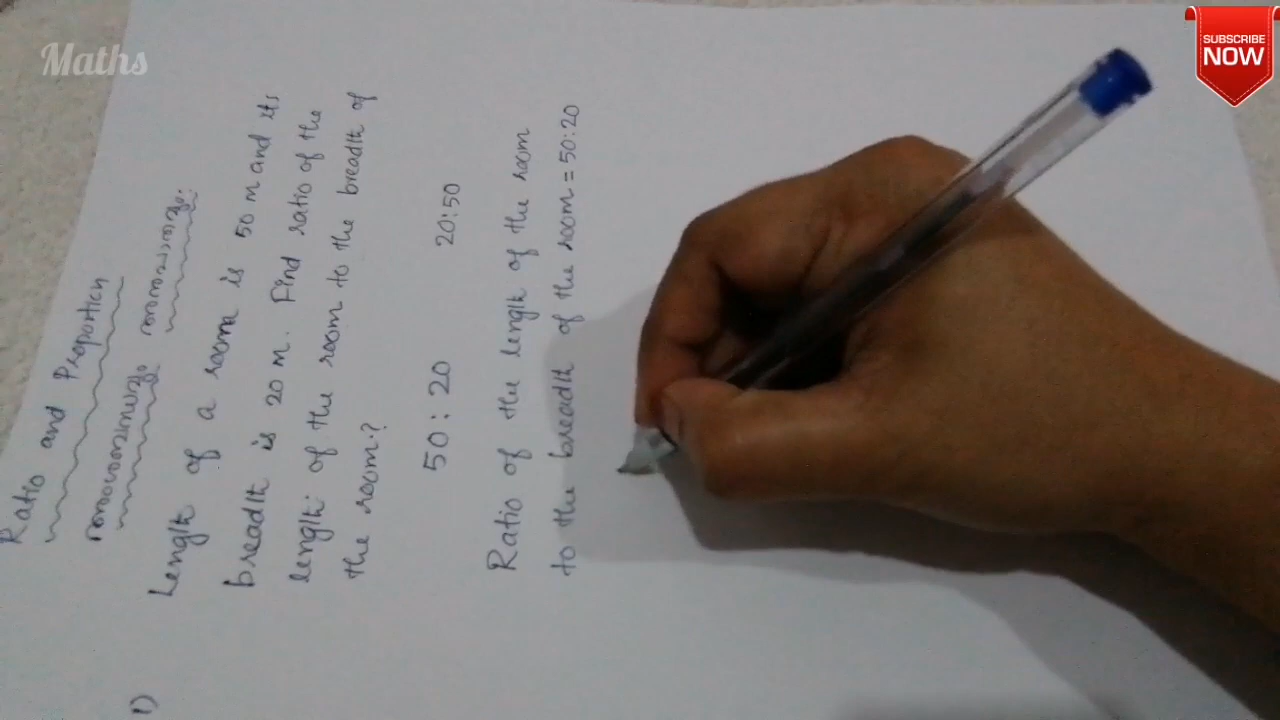 Maths
SUBSCRIBE
NOW
Ratio and Proportion
1) Length of a room is 50 m and its
breadth is 20 m. Find ratio of the
length of the room to the breadth of
the room?
50 : 20 20:50
Ratio of the length of the room
to the breadth of the room = 50:20